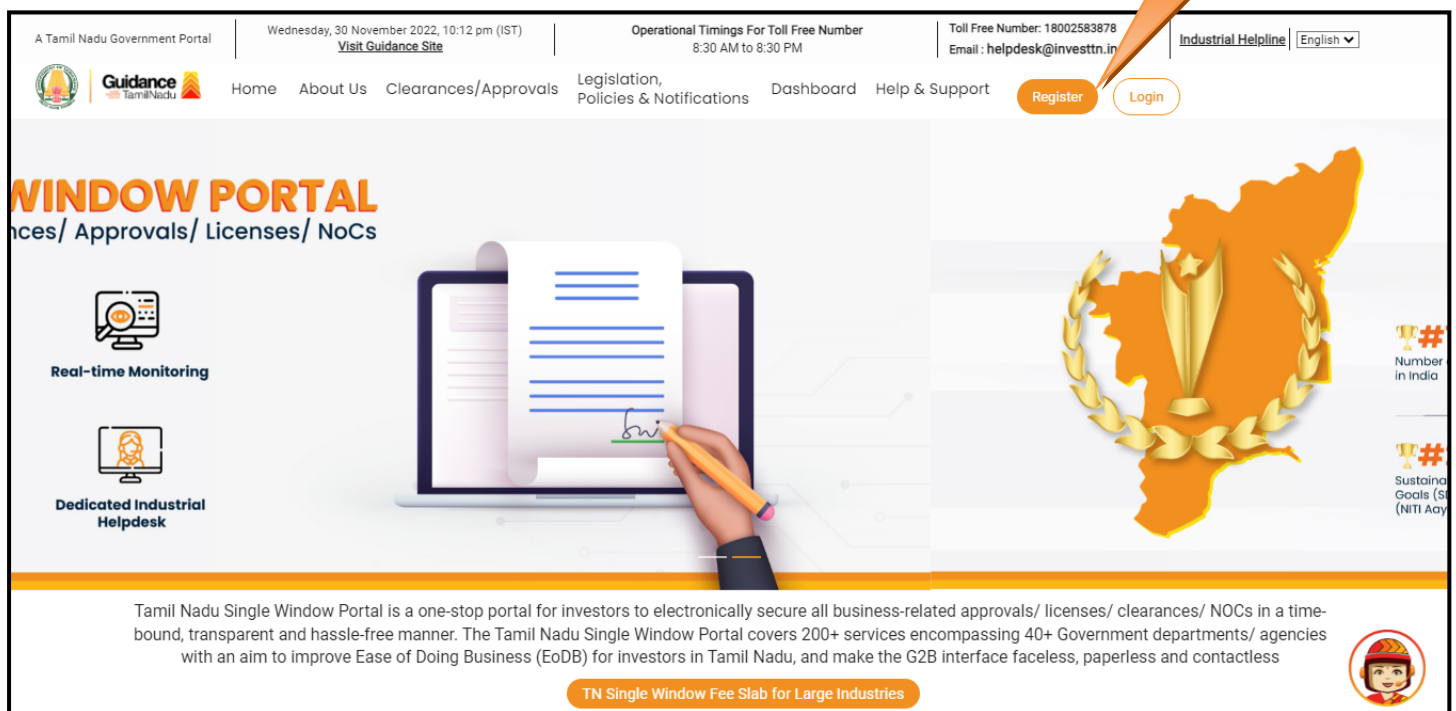 A Tamil Nadu Government Portal
Wednesday, 30 November 2022, 10:12 pm (IST)
Visit Guidance Site
Operational Timings For Toll Free Number
8:30 AM to 8:30 PM
Toll Free Number: 18002583878
Email : helpdesk@investtn.in
Industrial Helpline
English
Guidance
TamilNadu
Home
About Us
Clearances/Approvals
Legislation,
Policies & Notifications
Dashboard
Help & Support
Register
Login
WINDOW PORTAL
nces/ Approvals/ Licenses/ NoCs
Real-time Monitoring
Dedicated Industrial
Helpdesk
#
Number
in India
#
Sustaina
Goals (S
(NITI Aay
Tamil Nadu Single Window Portal is a one-stop portal for investors to electronically secure all business-related approvals/ licenses/ clearances/ NOCs in a time-
bound, transparent and hassle-free manner. The Tamil Nadu Single Window Portal covers 200+ services encompassing 40+ Government departments/ agencies
with an aim to improve Ease of Doing Business (EoDB) for investors in Tamil Nadu, and make the G2B interface faceless, paperless and contactless
TN Single Window Fee Slab for Large Industries